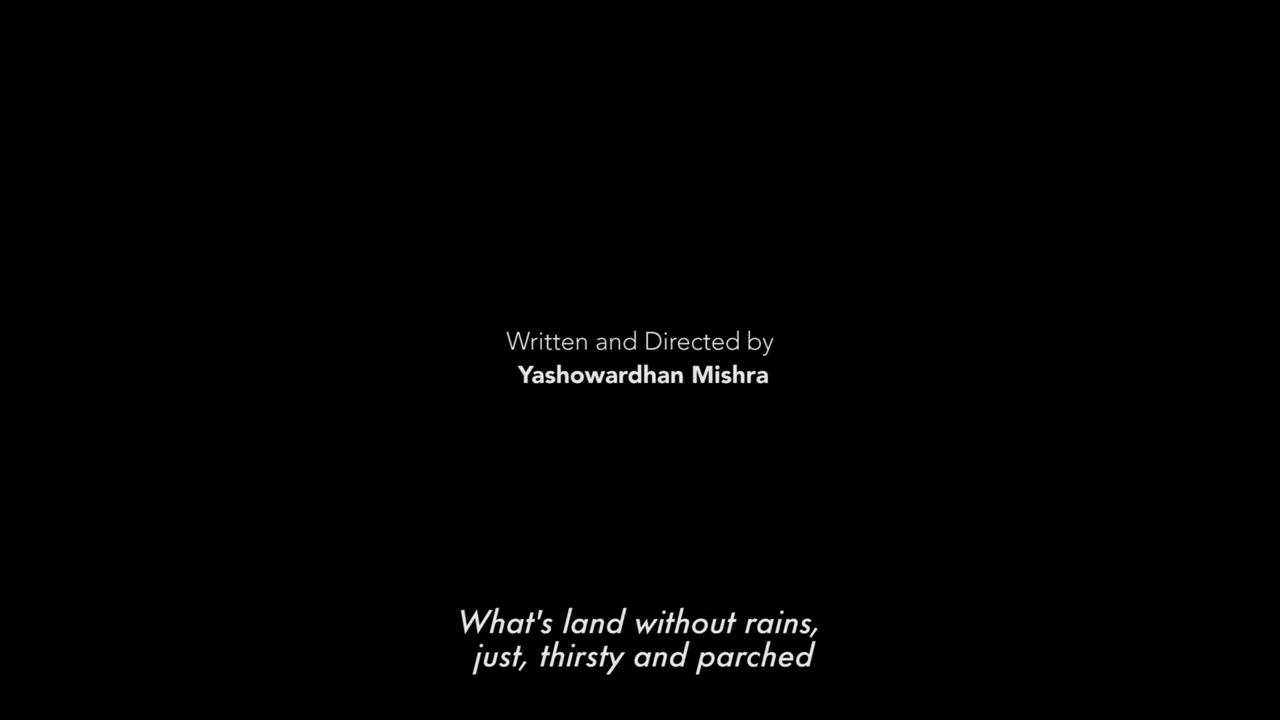 Written and Directed by
Yashowardhan Mishra
What's land without rains,
just, thirsty and parched